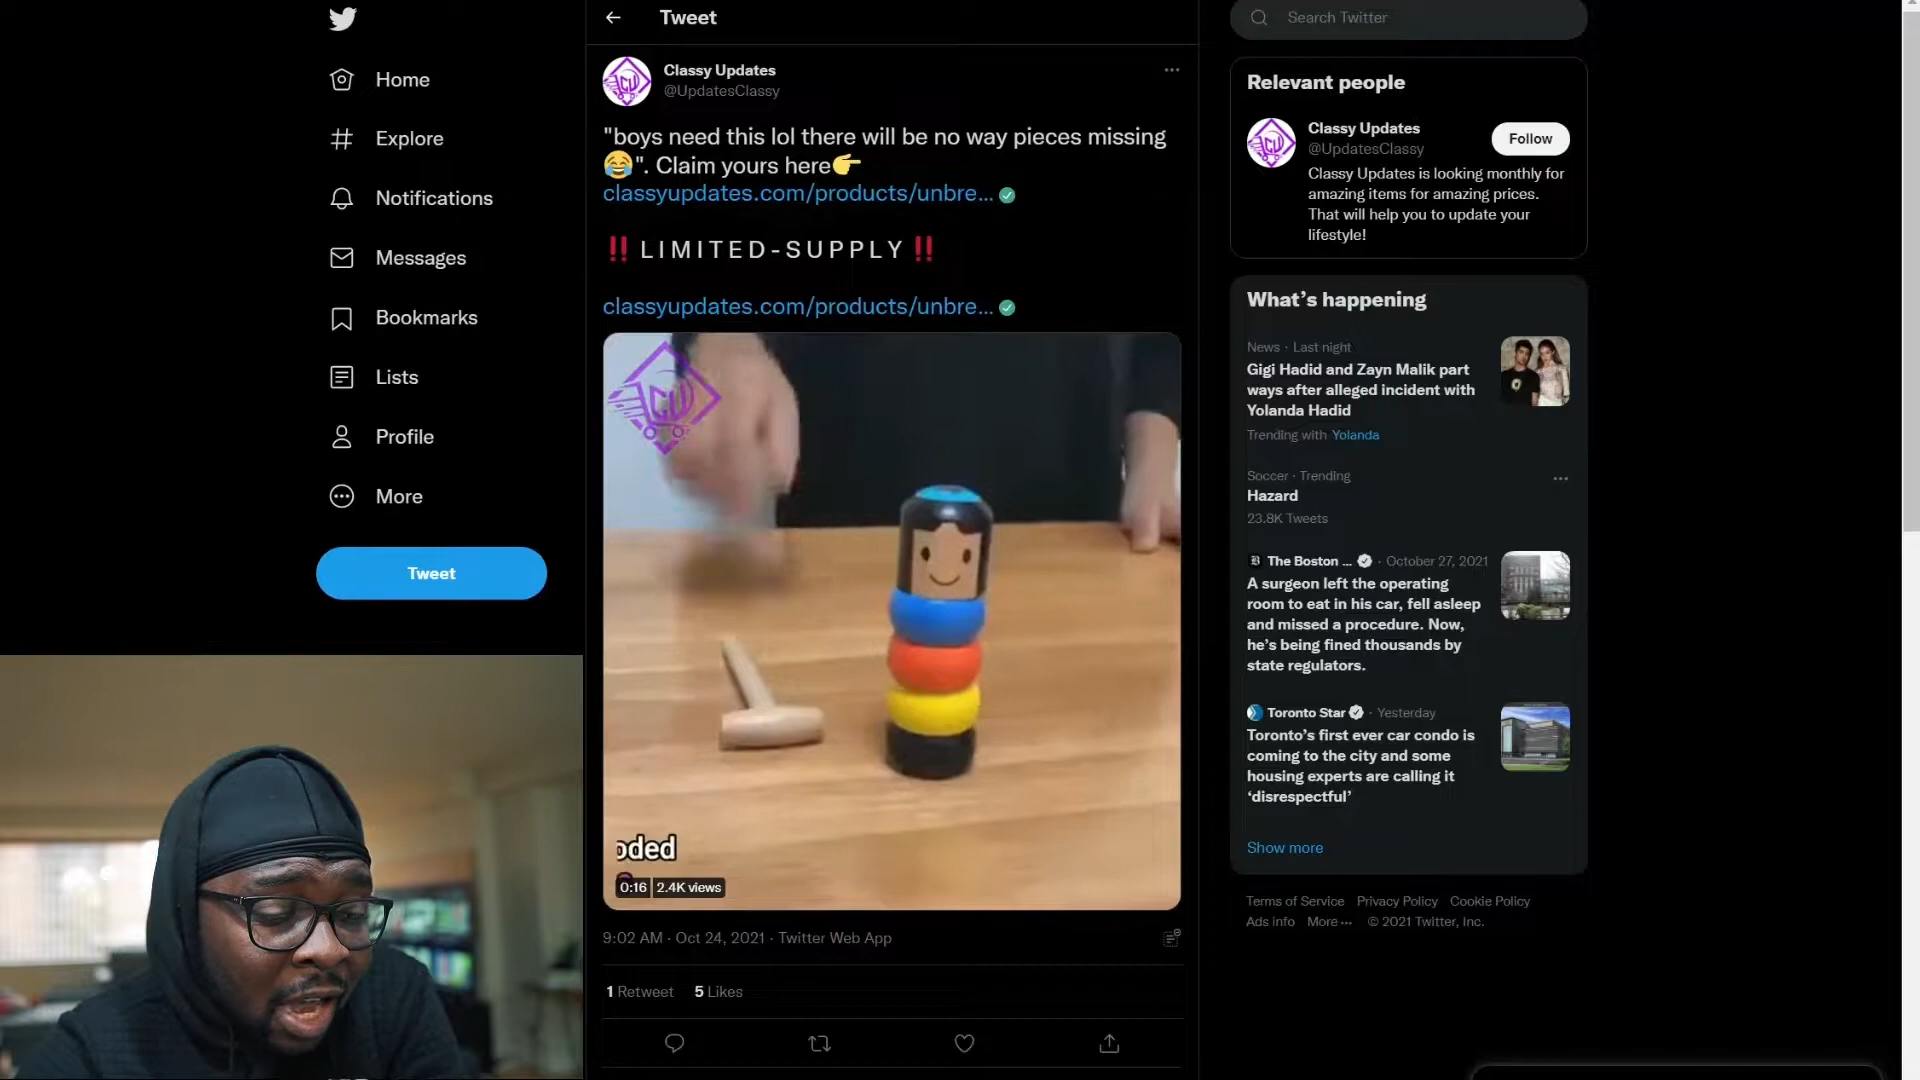 Home
Explore
Notifications
Messages
Bookmarks
Lists
Profile
More
Tweet
Tweet
Classy Updates
@UpdatesClassy
"boys need this lol there will be no way pieces missing
😂". Claim yours here👉
classyupdates.com/products/unbre...
‼️ L I M I T E D - S U P P L Y ‼️
classyupdates.com/products/unbre...
CU
oded
0:16
2.4K views
9:02 AM · Oct 24, 2021 · Twitter Web App
1 Retweet 5 Likes
Search Twitter
Relevant people
Classy Updates
@UpdatesClassy
Follow
Classy Updates is looking monthly for
amazing items for amazing prices.
That will help you to update your
lifestyle!
What's happening
News · Last night
Gigi Hadid and Zayn Malik part
ways after alleged incident with
Yolanda Hadid
Trending with Yolanda
Soccer · Trending
Hazard
23.8K Tweets
The Boston ... · October 27, 2021
A surgeon left the operating
room to eat in his car, fell asleep
and missed a procedure. Now,
he's being fined thousands by
state regulators.
Toronto Star · Yesterday
Toronto's first ever car condo is
coming to the city and some
housing experts are calling it
'disrespectful'
Show more
Terms of Service Privacy Policy Cookie Policy
Ads info More ··· © 2021 Twitter, Inc.